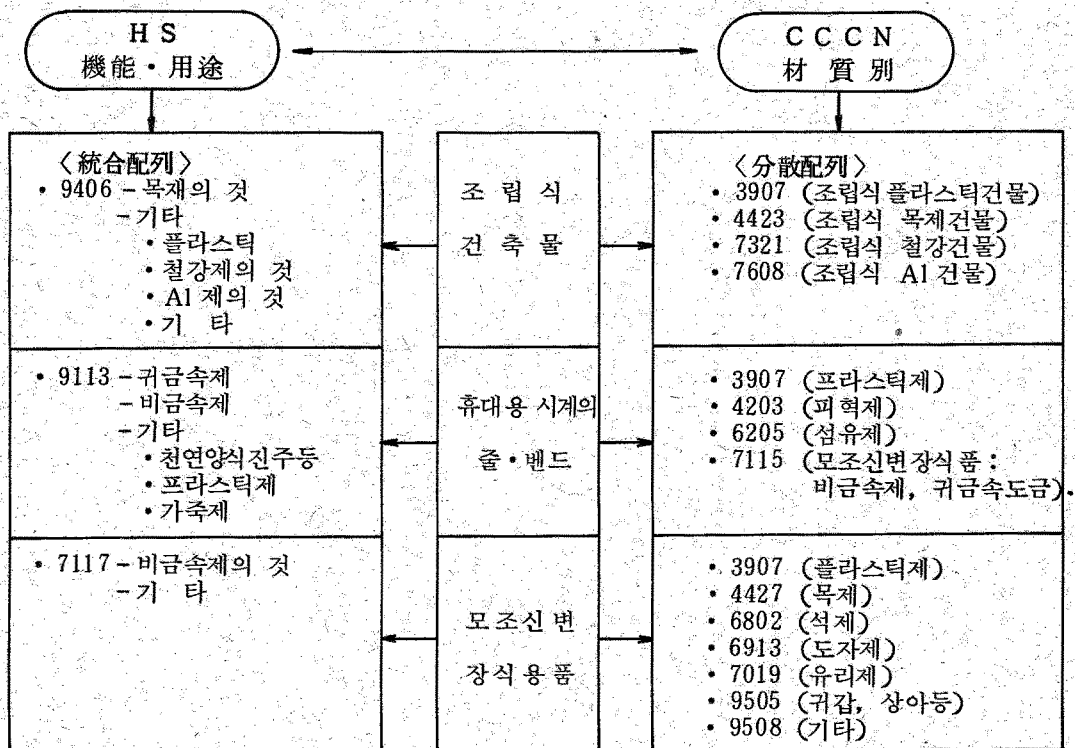 H S
機能・用途
C C C N
材 質 別
〈統合配列〉
• 9406 – 목재의 것
– 기타
• 플라스틱
• 철강제의 것
• Al 제의 것
• 기 타
조 립 식
건 축 물
〈分散配列〉
• 3907 (조립식 플라스틱건물)
• 4423 (조립식 목제건물)
• 7321 (조립식 철강건물)
• 7608 (조립식 Al 건물)
• 9113 – 귀금속제
– 비금속제
– 기타
• 천연양식진주등
• 프라스틱제
• 가죽제
휴대용 시계의
줄・밴드
• 3907 (프라스틱제)
• 4203 (피혁제)
• 6205 (섬유제)
• 7115 (모조신변장식품 :
비금속제, 귀금속도금).
• 7117 – 비금속제의 것
– 기 타
모조신변
장식용품
• 3907 (플라스틱제)
• 4427 (목제)
• 6802 (석제)
• 6913 (도자제)
• 7019 (유리제)
• 9505 (귀갑, 상아등)
• 9508 (기타)